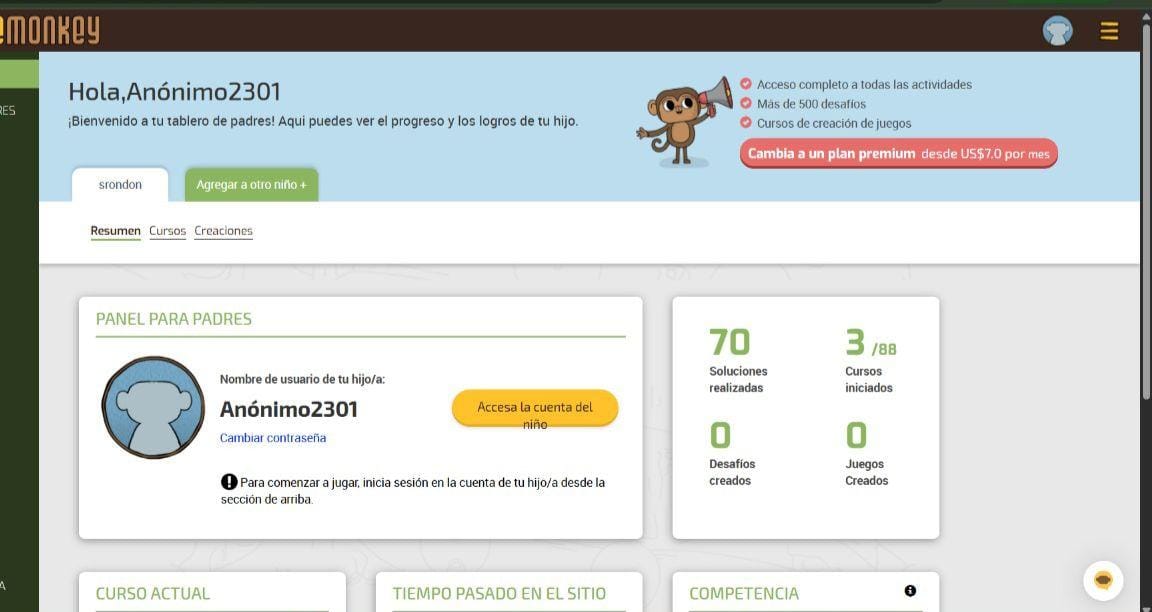 emonkey
RES
Hola,Anónimo2301
¡Bienvenido a tu tablero de padres! Aqui puedes ver el progreso y los logros de tu hijo.
Acceso completo a todas las actividades
Más de 500 desafíos
Cursos de creación de juegos
Cambia a un plan premium desde US$7.0 por mes
srondon
Agregar a otro niño +
Resumen Cursos Creaciones
PANEL PARA PADRES
Nombre de usuario de tu hijo/a:
Anónimo2301
Cambiar contraseña
Accesa la cuenta del
niño
Para comenzar a jugar, inicia sesión en la cuenta de tu hijo/a desde la
sección de arriba.
70
Soluciones
realizadas
3 /88
Cursos
iniciados
0
Desafíos
creados
0
Juegos
Creados
A
CURSO ACTUAL
TIEMPO PASADO EN EL SITIO
COMPETENCIA